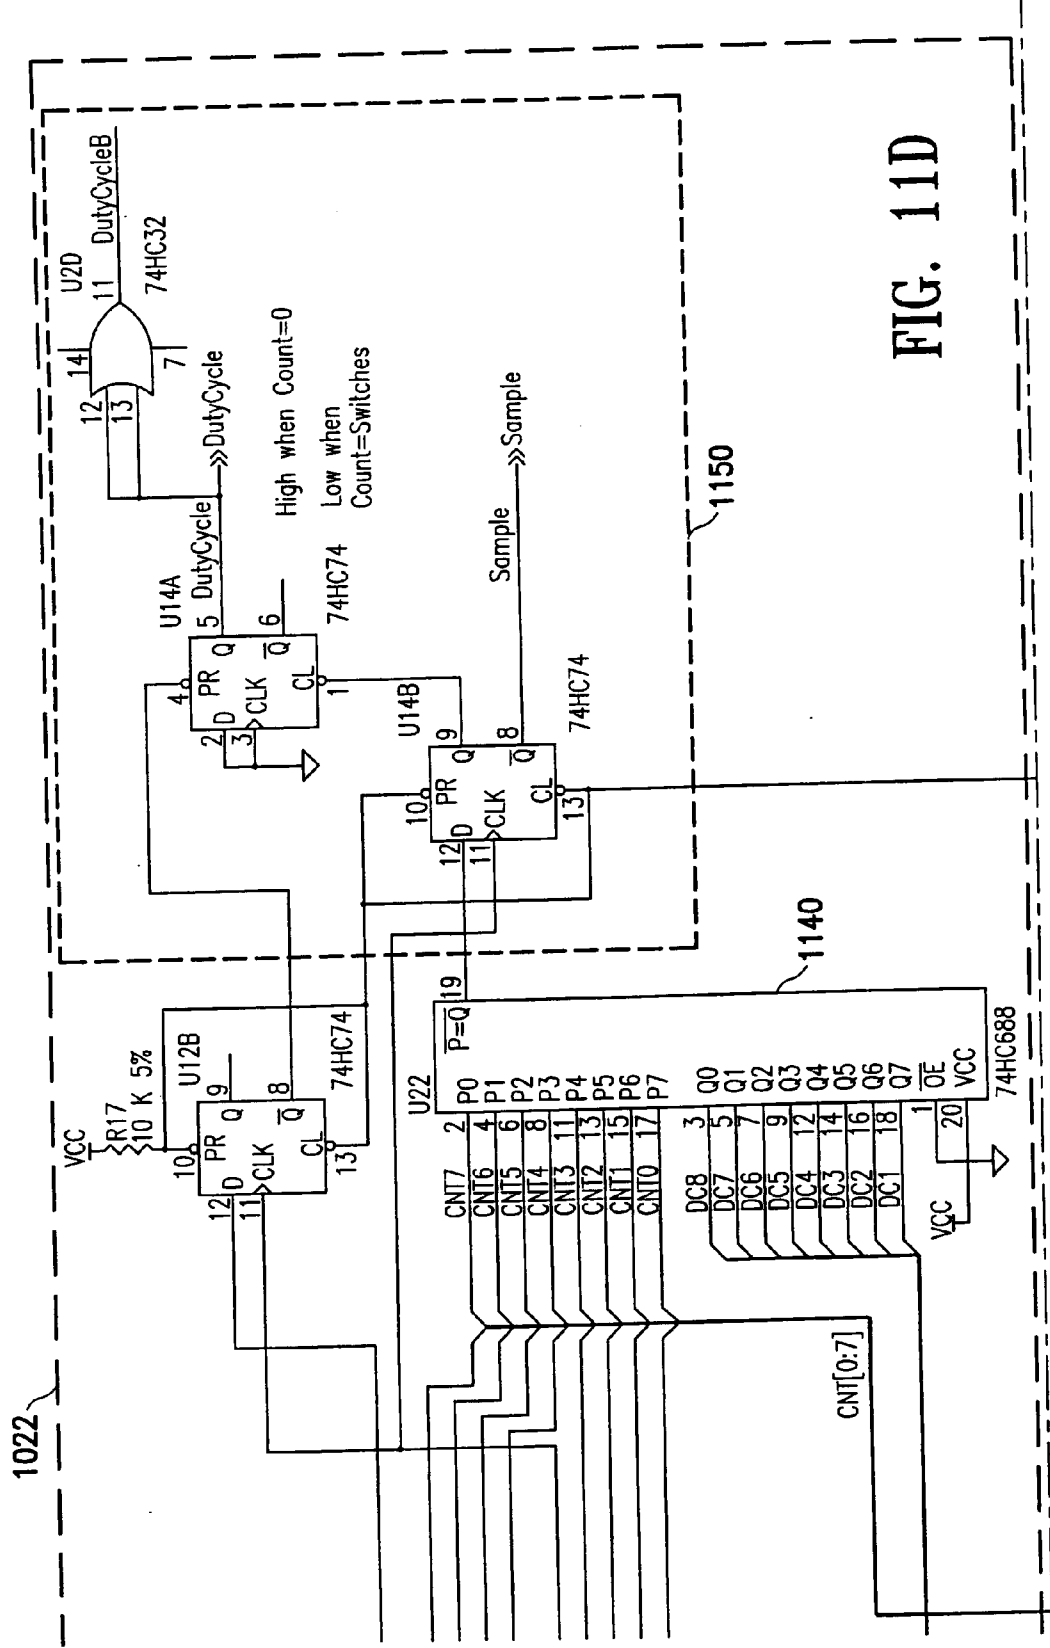 1022
VCC
R17
10 K 5%
10
12
D
PR
Q
9
U12B
11
CLK
Q
8
CL
13
74HC74
4
2
D
PR
Q
5
U14A
DutyCycle
3
CLK
Q
6
CL
1
74HC74
12
13
14
7
U2D
11
DutyCycleB
74HC32
DutyCycle
High when Count=0
Low when
Count=Switches
10
12
D
PR
Q
9
U14B
11
CLK
Q
8
CL
13
74HC74
Sample
Sample
1150
U22
P=Q
19
1140
CNT7
2
P0
CNT6
4
P1
CNT5
6
P2
CNT4
8
P3
CNT3
11
P4
CNT2
13
P5
CNT1
15
P6
CNT0
17
P7
DC8
3
Q0
DC7
5
Q1
DC6
7
Q2
DC5
9
Q3
DC4
12
Q4
DC3
14
Q5
DC2
16
Q6
DC1
18
Q7
1
OE
20
VCC
VCC
74HC688
CNT[0:7]
FIG. 11D